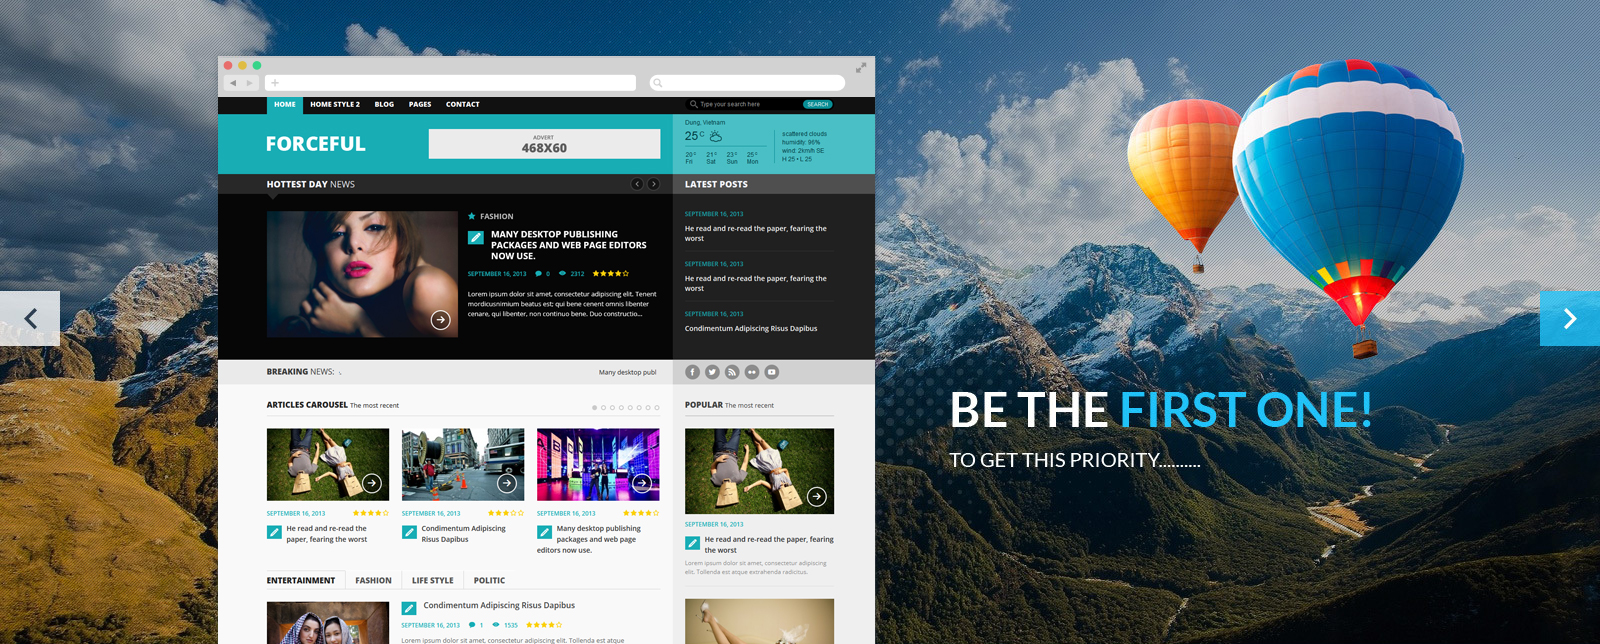 HOME HOME STYLE 2 BLOG PAGES CONTACT
Type your search here SEARCH
FORCEFUL
ADVERT
468X60
Dung, Vietnam
25 C
scattered clouds
humidity: 96%
wind: 2km/h SE
H 25 • L 25
20° 21° 23° 25°
Fri Sat Sun Mon
HOTTEST DAY NEWS
FASHION
MANY DESKTOP PUBLISHING
PACKAGES AND WEB PAGE EDITORS
NOW USE.
SEPTEMBER 16, 2013 0 2312
Lorem ipsum dolor sit amet, consectetur adipiscing elit. Tenent
mordicusnimium beatus est; qui bene cenent omnis libenter
cenare, qui libenter, non continuo bene. Duo constructio...
LATEST POSTS
SEPTEMBER 16, 2013
He read and re-read the paper, fearing the
worst
SEPTEMBER 16, 2013
He read and re-read the paper, fearing the
worst
SEPTEMBER 16, 2013
Condimentum Adipiscing Risus Dapibus
BREAKING NEWS:
Many desktop publ
ARTICLES CAROUSEL The most recent
SEPTEMBER 16, 2013
He read and re-read the
paper, fearing the worst
SEPTEMBER 16, 2013
Condimentum Adipiscing
Risus Dapibus
SEPTEMBER 16, 2013
Many desktop publishing
packages and web page
editors now use.
POPULAR The most recent
SEPTEMBER 16, 2013
He read and re-read the paper, fearing
the worst
Lorem ipsum dolor sit amet, consectetur adipiscing
elit. Tollenda est atque extrahenda radicitus.
ENTERTAINMENT FASHION LIFE STYLE POLITIC
Condimentum Adipiscing Risus Dapibus
SEPTEMBER 16, 2013 1 1535
Lorem ipsum dolor sit amet, consectetur adipiscing elit. Tollenda est atque
BE THE FIRST ONE!
TO GET THIS PRIORITY..........